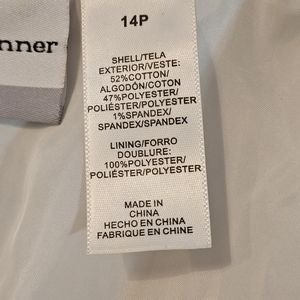 nner
14P
SHELL/TELA
EXTERIOR/VESTE:
52%COTTON/
ALGODÓN/COTON
47%POLYESTER/
POLIÉSTER/POLYESTER
1%SPANDEX/
SPANDEX/SPANDEX
LINING/FORRO
DOUBLURE:
100%POLYESTER/
POLIÉSTER/POLYESTER
MADE IN
CHINA
HECHO EN CHINA
FABRIQUE EN CHINE